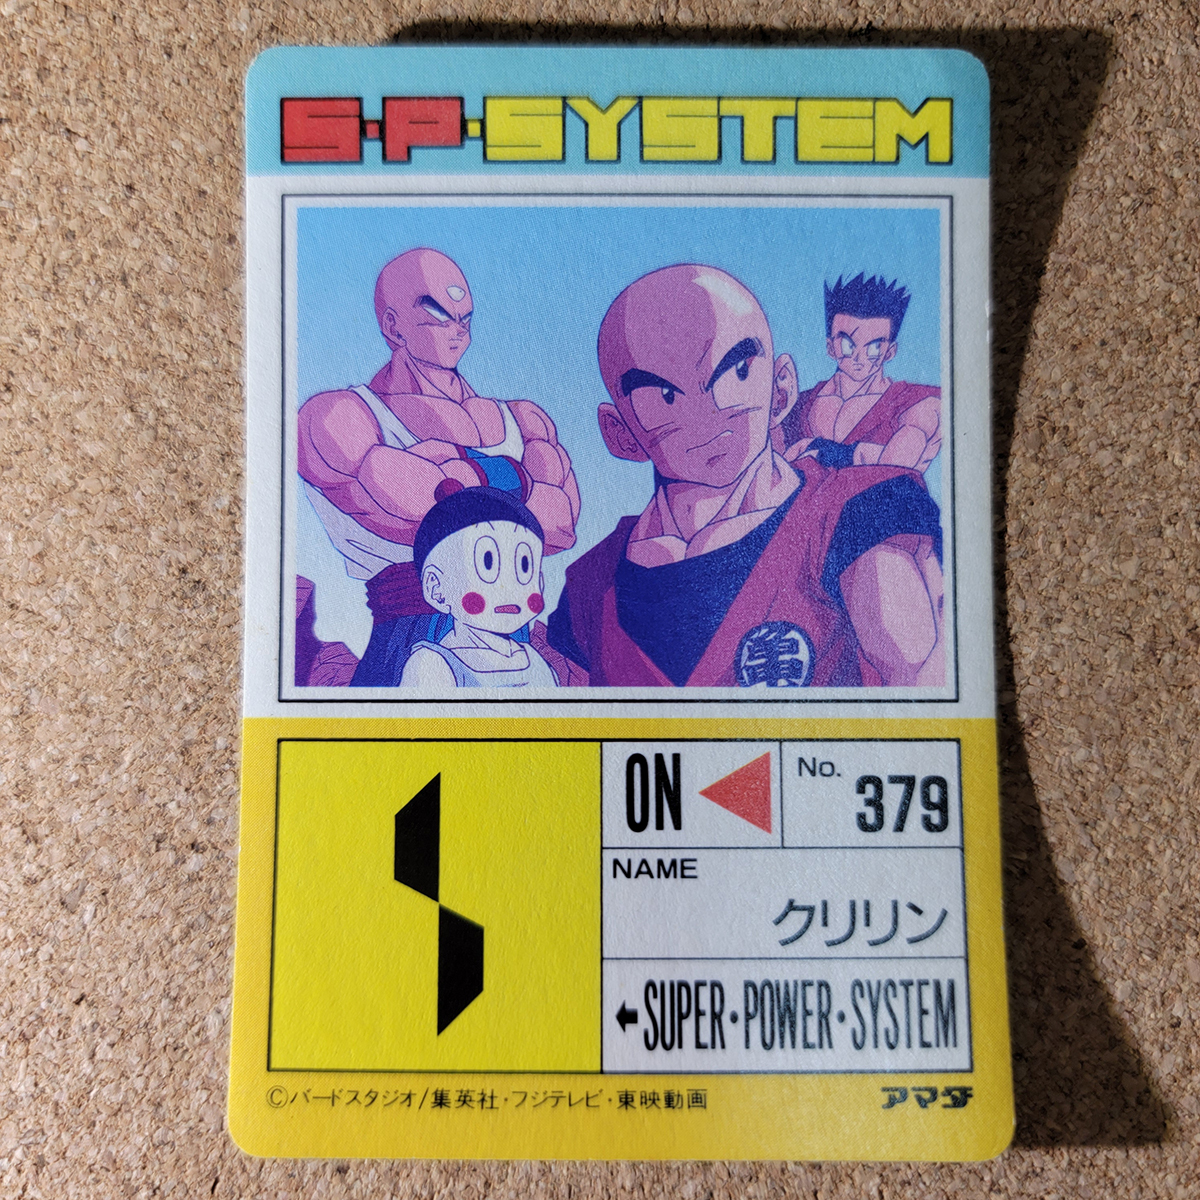 S·P·SYSTEM
ON
No. 379
NAME
クリリン
←SUPER·POWER·SYSTEM
©バードスタジオ/集英社·フジテレビ·東映動画
アマダ